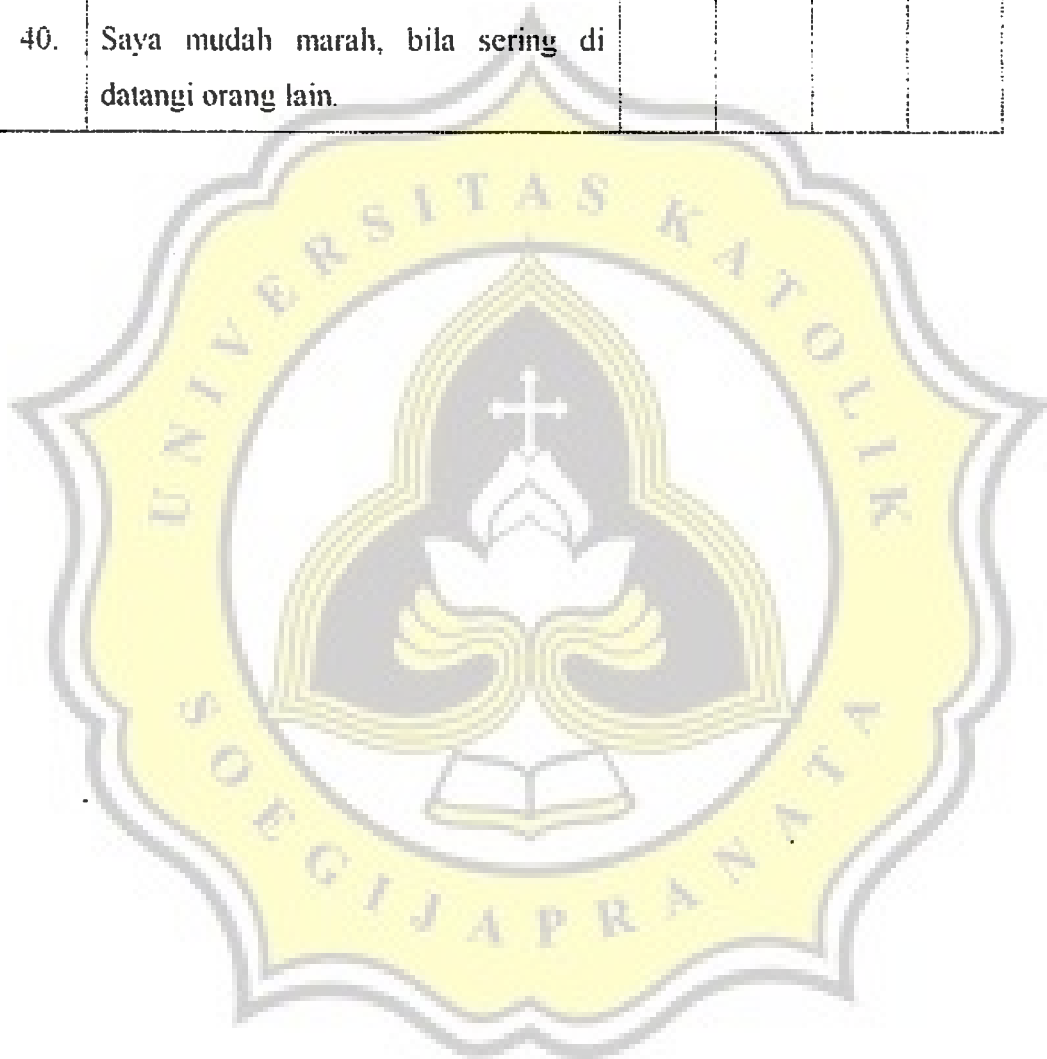 40. Saya mudah marah, bila sering di
datangi orang lain.
UNIVERSITAS KATOLIK
SOEGIJAPRANATA